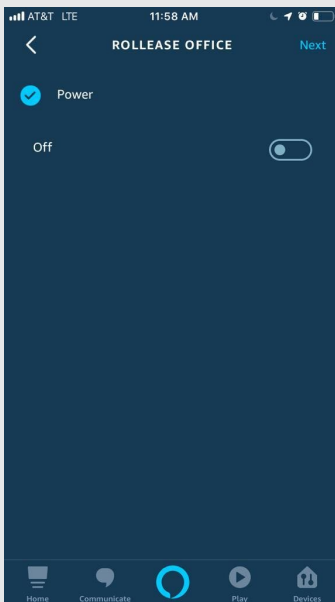 AT&T LTE 11:58 AM
ROLLEASE OFFICE Next
Power
Off
Home Communicate Play Devices